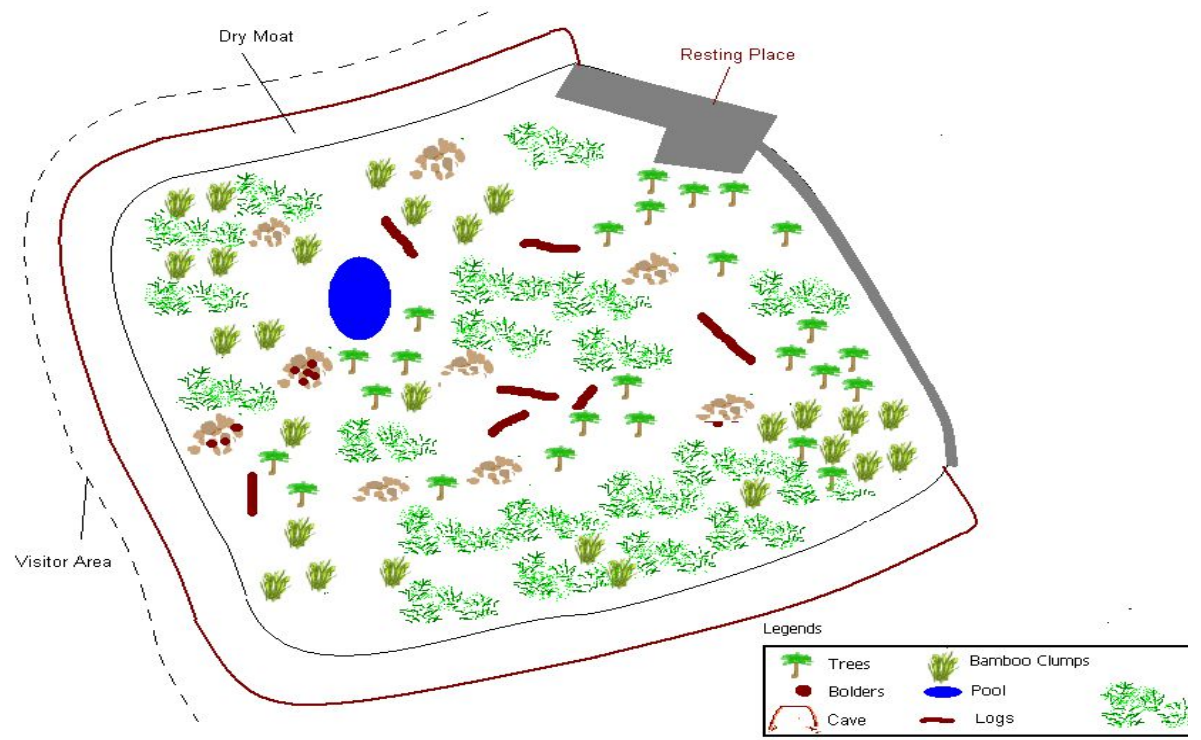 Dry Moat
Resting Place
Visitor Area
Legends
Trees
Bamboo Clumps
Bolders
Pool
Cave
Logs